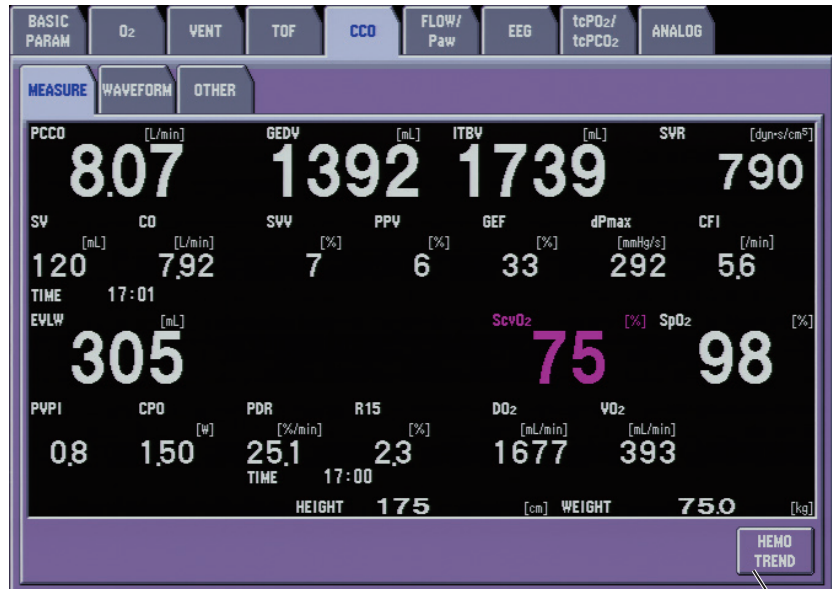 BASIC PARAM O2 VENT TOF CCO FLOW/ Paw EEG tcPO2/ tcPCO2 ANALOG
MEASURE WAVEFORM OTHER
PCCO [L/min] GEDV [mL] ITBV [mL] SVR [dyn•s/cm⁵]
8.07 1392 1739 790
SV CO SVV PPV GEF dPmax CFI
[mL] [L/min] [%] [%] [%] [mmHg/s] [/min]
120 7.92 7 6 33 292 5.6
TIME 17:01
EVLW [mL] ScvO2 [%] SpO2 [%]
305 75 98
PVPI CPO PDR R15 DO2 VO2
[W] [%/min] [%] [mL/min] [mL/min]
0.8 1.50 25.1 2.3 1677 393
TIME 17:00
HEIGHT 175 [cm] WEIGHT 75.0 [kg]
HEMO
TREND